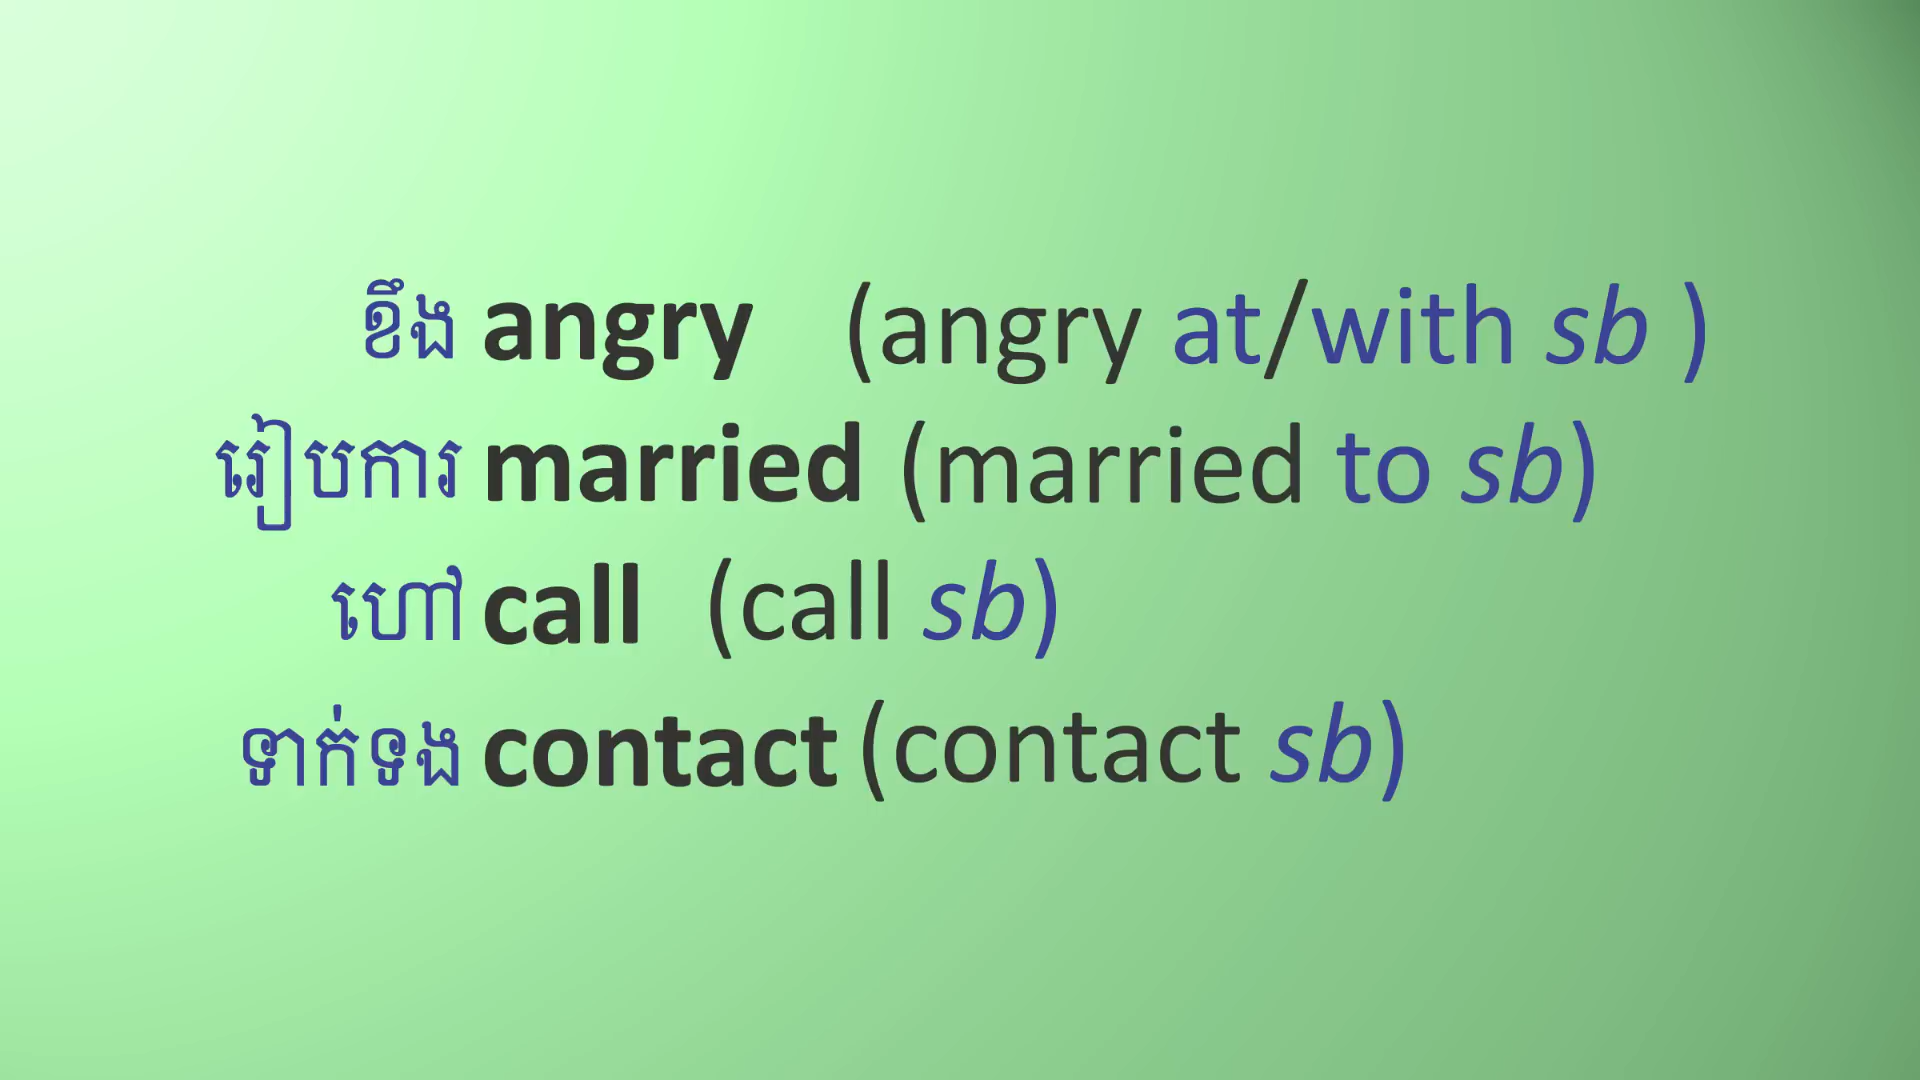 ខឹង angry (angry at/with sb )
រៀបការ married (married to sb)
ហៅ call (call sb)
ទាក់ទង contact (contact sb)